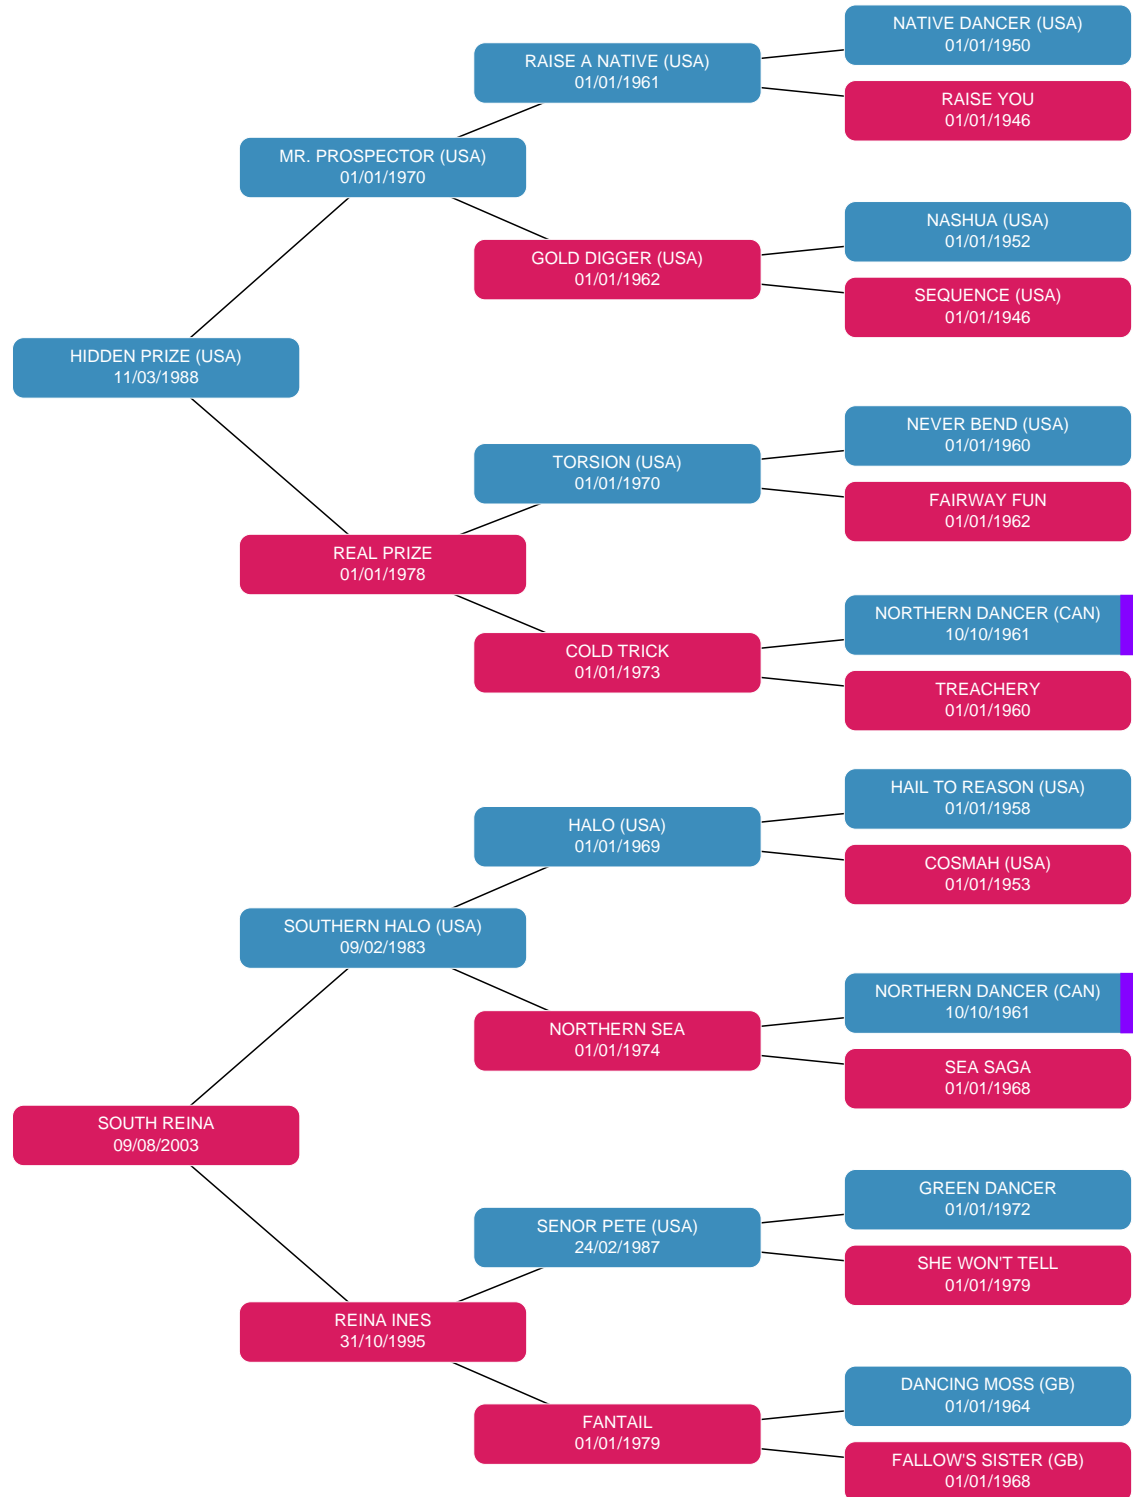 NATIVE DANCER (USA)
01/01/1950
RAISE A NATIVE (USA)
01/01/1961
RAISE YOU
01/01/1946
MR. PROSPECTOR (USA)
01/01/1970
NASHUA (USA)
01/01/1952
GOLD DIGGER (USA)
01/01/1962
SEQUENCE (USA)
01/01/1946
HIDDEN PRIZE (USA)
11/03/1988
NEVER BEND (USA)
01/01/1960
TORSION (USA)
01/01/1970
FAIRWAY FUN
01/01/1962
REAL PRIZE
01/01/1978
NORTHERN DANCER (CAN)
10/10/1961
COLD TRICK
01/01/1973
TREACHERY
01/01/1960
HAIL TO REASON (USA)
01/01/1958
HALO (USA)
01/01/1969
COSMAH (USA)
01/01/1953
SOUTHERN HALO (USA)
09/02/1983
NORTHERN DANCER (CAN)
10/10/1961
NORTHERN SEA
01/01/1974
SEA SAGA
01/01/1968
SOUTH REINA
09/08/2003
GREEN DANCER
01/01/1972
SENOR PETE (USA)
24/02/1987
SHE WON'T TELL
01/01/1979
REINA INES
31/10/1995
DANCING MOSS (GB)
01/01/1964
FANTAIL
01/01/1979
FALLOW'S SISTER (GB)
01/01/1968